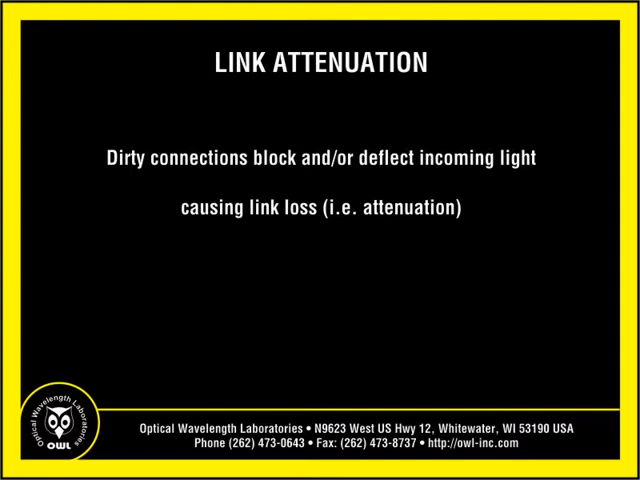 LINK ATTENUATION
Dirty connections block and/or deflect incoming light
causing link loss (i.e. attenuation)
Optical Wavelength Laboratories
OWL
Optical Wavelength Laboratories • N9623 West US Hwy 12, Whitewater, WI 53190 USA
Phone (262) 473-0643 • Fax: (262) 473-8737 • http://owl-inc.com